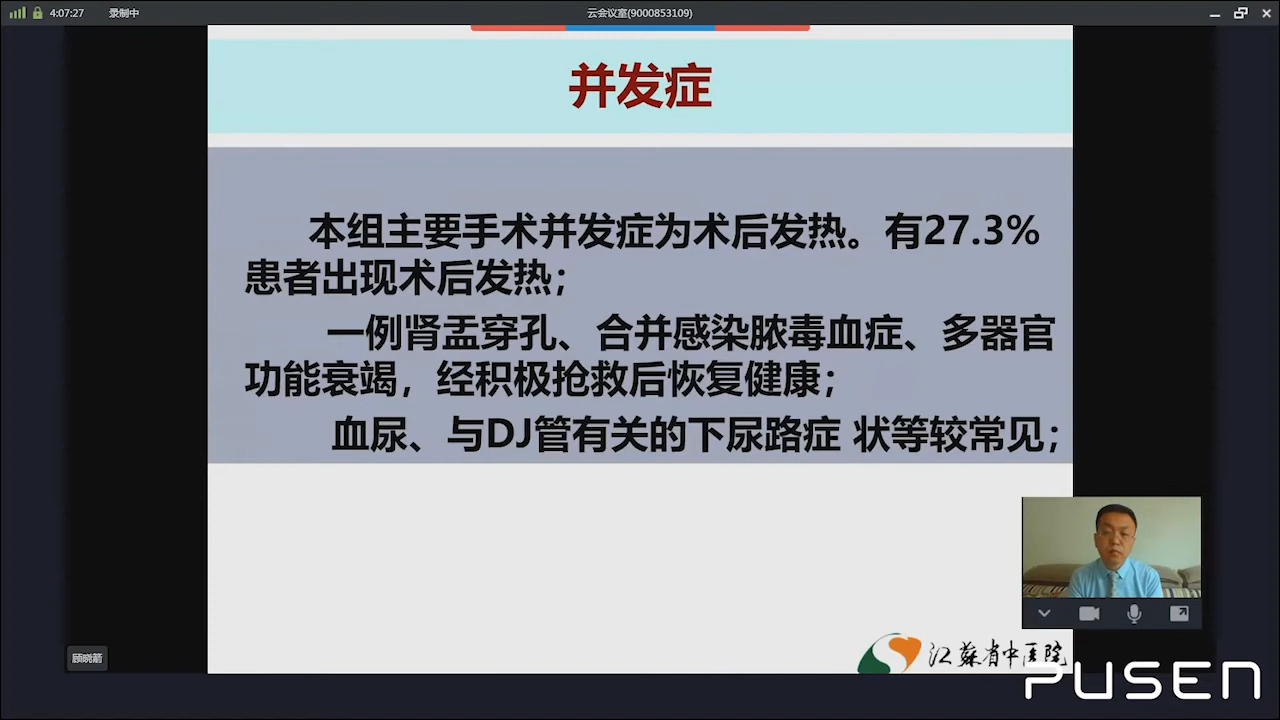 4:07:27
录制中
云会议室(9000853109)
并发症
本组主要手术并发症为术后发热。有27.3%
患者出现术后发热；
一例肾盂穿孔、合并感染脓毒血症、多器官
功能衰竭，经积极抢救后恢复健康；
血尿、与DJ管有关的下尿路症 状等较常见；
顾晓箭
江苏省中医院
PUSEN